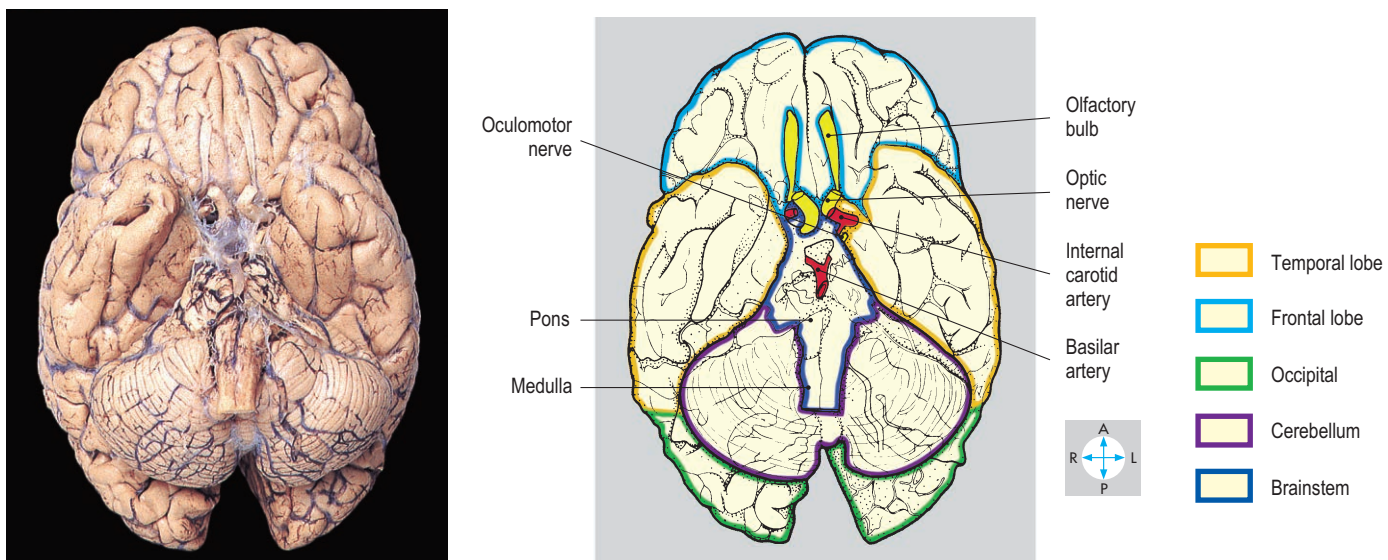 Oculomotor
nerve
Pons
Medulla
Olfactory
bulb
Optic
nerve
Internal
carotid
artery
Basilar
artery
A
R L
P
Temporal lobe
Frontal lobe
Occipital
Cerebellum
Brainstem